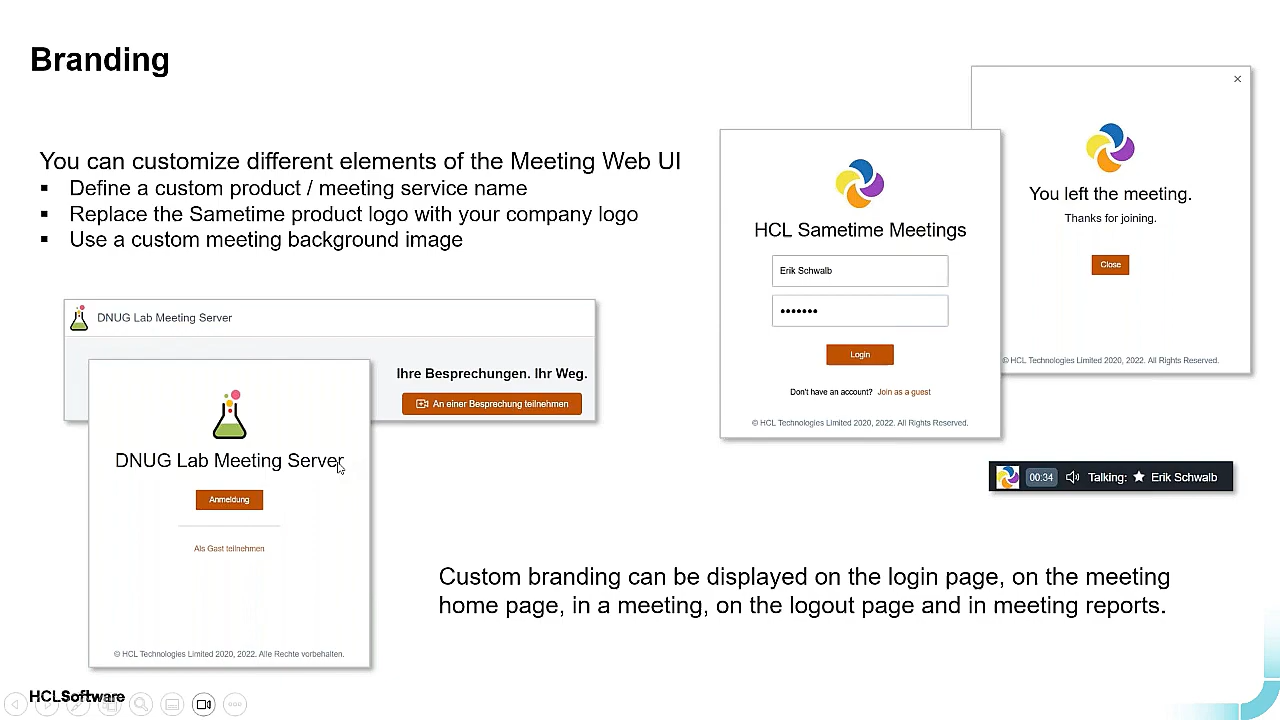 Branding
You can customize different elements of the Meeting Web UI
▪ Define a custom product / meeting service name
▪ Replace the Sametime product logo with your company logo
▪ Use a custom meeting background image
DNUG Lab Meeting Server
Ihre Besprechungen. Ihr Weg.
An einer Besprechung teilnehmen
DNUG Lab Meeting Server
Anmeldung
Als Gast teilnehmen
© HCL Technologies Limited 2020, 2022. Alle Rechte vorbehalten.
HCL Sametime Meetings
Erik Schwalb
•••••••
Login
Don't have an account? Join as a guest
© HCL Technologies Limited 2020, 2022. All Rights Reserved.
You left the meeting.
Thanks for joining.
Close
© HCL Technologies Limited 2020, 2022. All Rights Reserved.
00:34 Talking: ★ Erik Schwalb
Custom branding can be displayed on the login page, on the meeting
home page, in a meeting, on the logout page and in meeting reports.
HCLSoftware